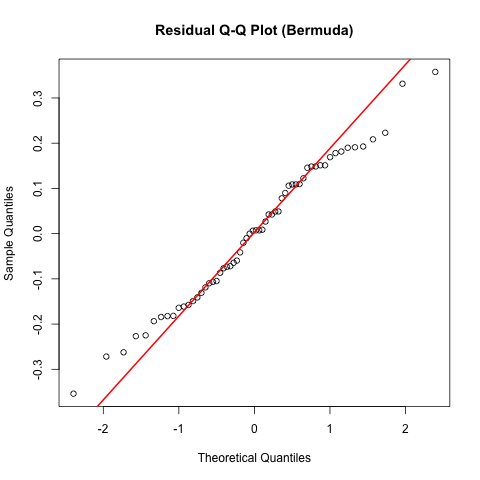 Residual Q-Q Plot (Bermuda)
Sample Quantiles
0.3
0.2
0.1
0.0
-0.1
-0.2
-0.3
-2 -1 0 1 2
Theoretical Quantiles